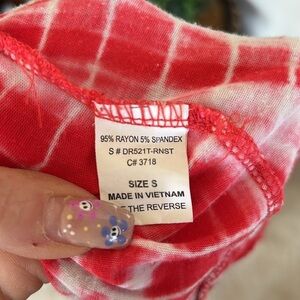 95% RAYON 5% SPANDEX
S # DR521T-RNST
C# 3718
SIZE S
MADE IN VIETNAM
THE REVERSE